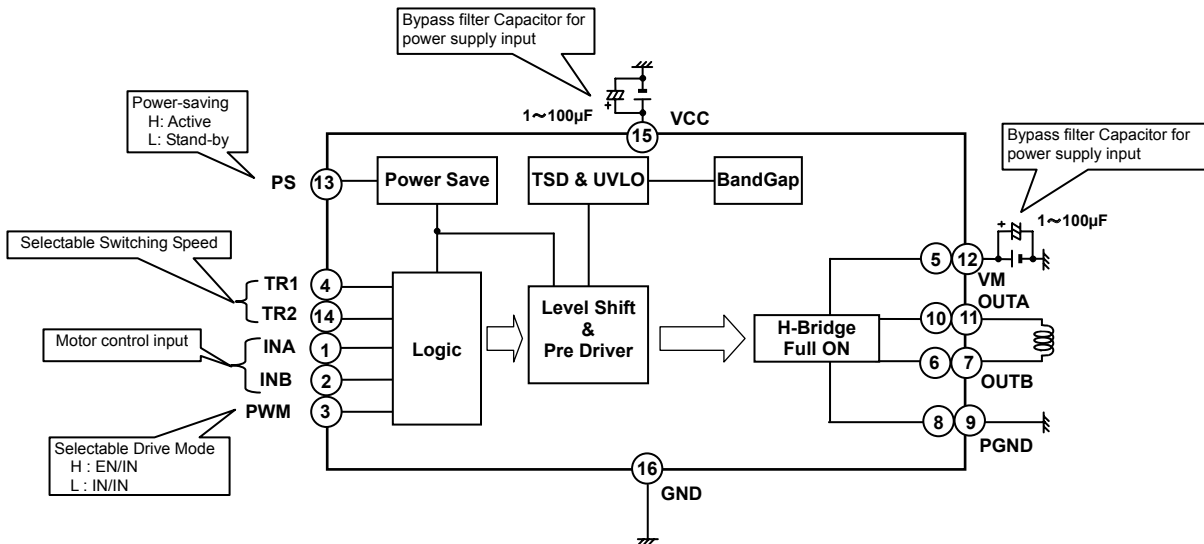 Bypass filter Capacitor for
power supply input
1~100µF
VCC
15
Power-saving
H: Active
L: Stand-by
Bypass filter Capacitor for
power supply input
1~100µF
PS 13
Power Save
TSD & UVLO
BandGap
Selectable Switching Speed
5 12
VM
TR1 4
TR2 14
OUTA
10 11
Motor control input
INA 1
INB 2
Logic
Level Shift
&
Pre Driver
H-Bridge
Full ON
6 7
OUTB
PWM 3
8 9
PGND
Selectable Drive Mode
H : EN/IN
L : IN/IN
16
GND
+
+